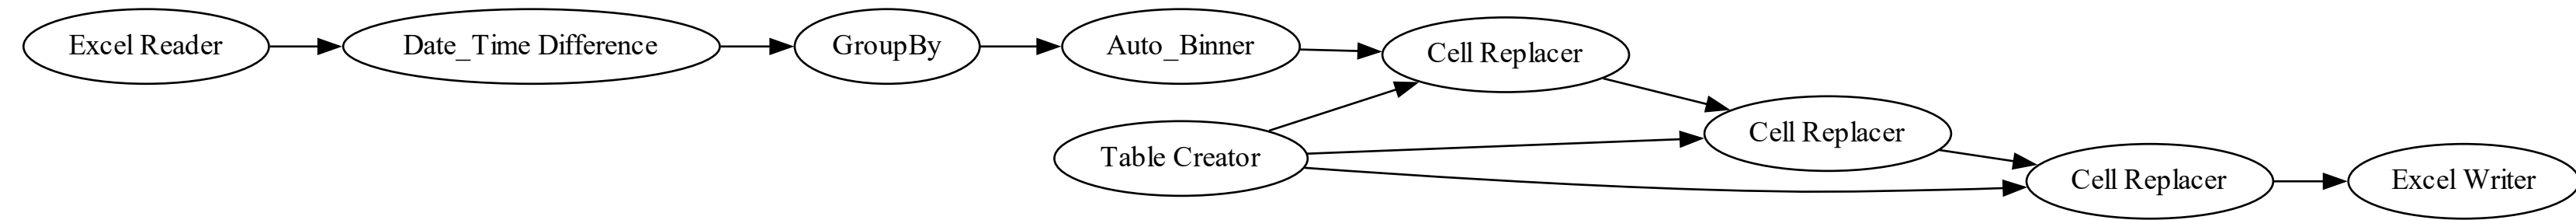 Excel Reader
Date_Time Difference
GroupBy
Auto_Binner
Cell Replacer
Table Creator
Cell Replacer
Cell Replacer
Excel Writer